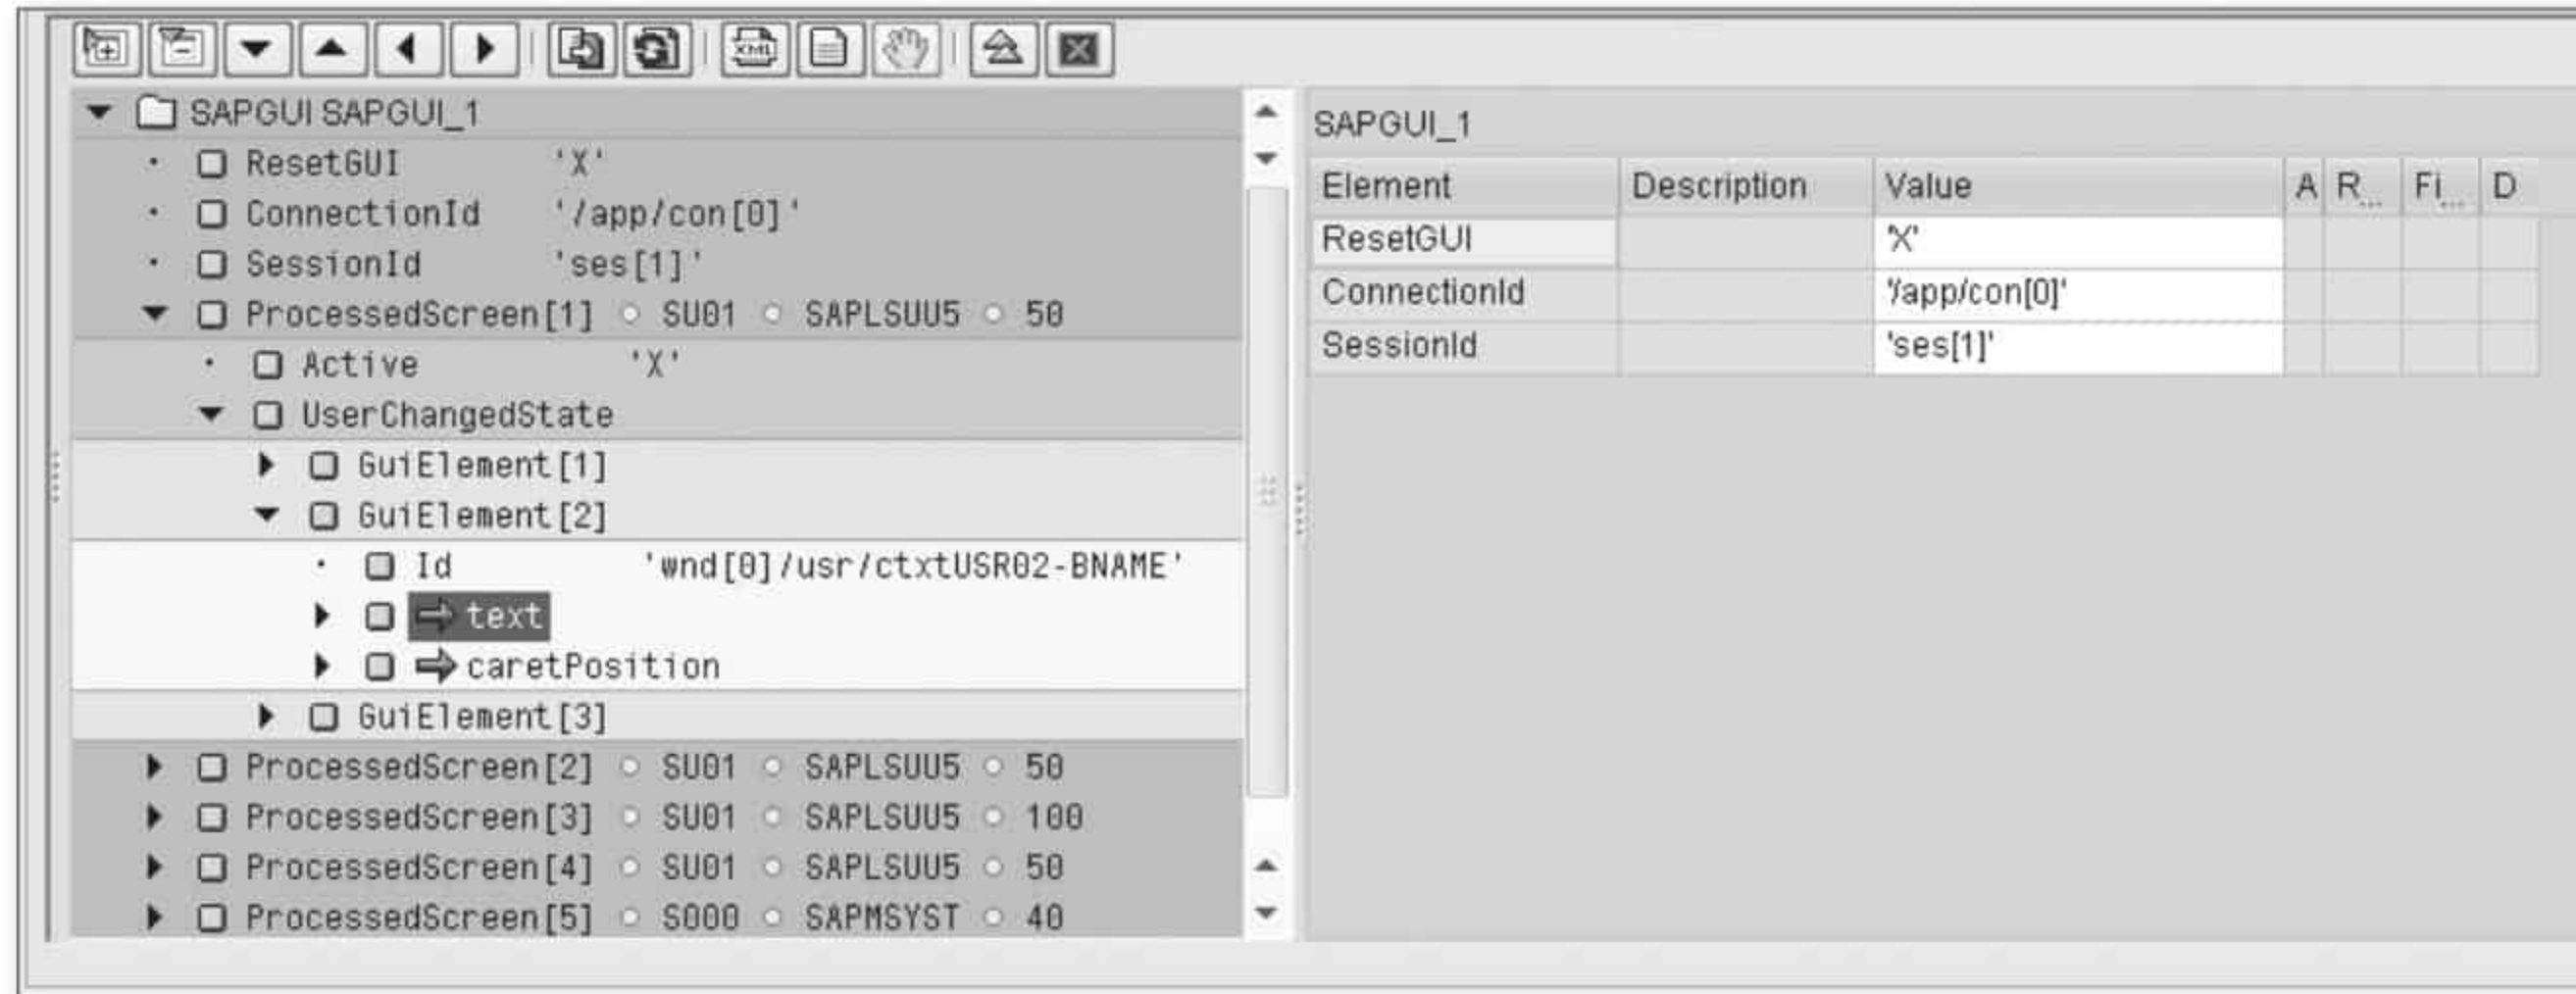 XML
SAPGUI SAPGUI_1
ResetGUI 'X'
ConnectionId '/app/con[0]'
SessionId 'ses[1]'
ProcessedScreen[1] ○ SU01 ○ SAPLSUU5 ○ 50
Active 'X'
UserChangedState
GuiElement[1]
GuiElement[2]
Id 'wnd[0]/usr/ctxtUSR02-BNAME'
text
caretPosition
GuiElement[3]
ProcessedScreen[2] ○ SU01 ○ SAPLSUU5 ○ 50
ProcessedScreen[3] ○ SU01 ○ SAPLSUU5 ○ 100
ProcessedScreen[4] ○ SU01 ○ SAPLSUU5 ○ 50
ProcessedScreen[5] ○ S000 ○ SAPMSYST ○ 40
SAPGUI_1
Element Description Value A R... Fi... D
ResetGUI 'X'
ConnectionId '/app/con[0]'
SessionId 'ses[1]'